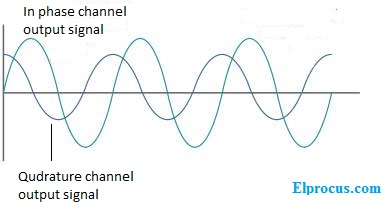 In phase channel
output signal
Qudrature channel
output signal
Elprocus.com